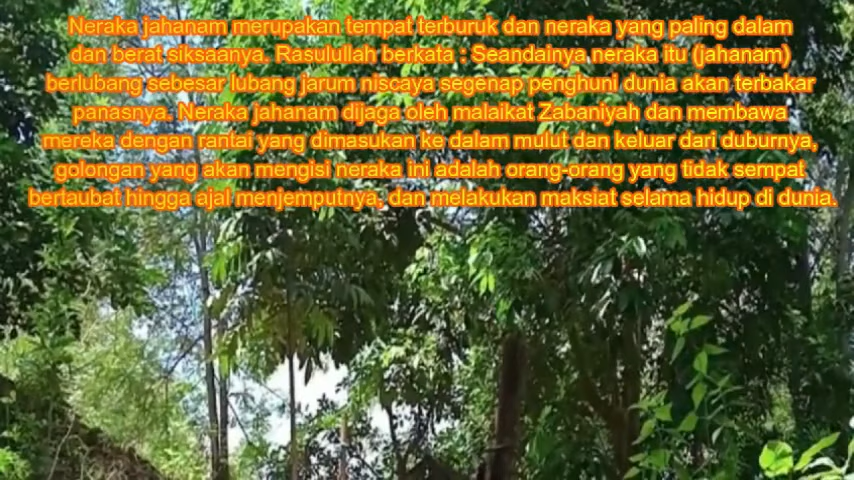 Neraka jahanam merupakan tempat terburuk dan neraka yang paling dalam
dan berat siksaanya. Rasulullah berkata : Seandainya neraka itu (jahanam)
berlubang sebesar lubang jarum niscaya segenap penghuni dunia akan terbakar
panasnya. Neraka jahanam dijaga oleh malaikat Zabaniyah dan membawa
mereka dengan rantai yang dimasukan ke dalam mulut dan keluar dari duburnya,
golongan yang akan mengisi neraka ini adalah orang-orang yang tidak sempat
bertaubat hingga ajal menjemputnya, dan melakukan maksiat selama hidup di dunia.